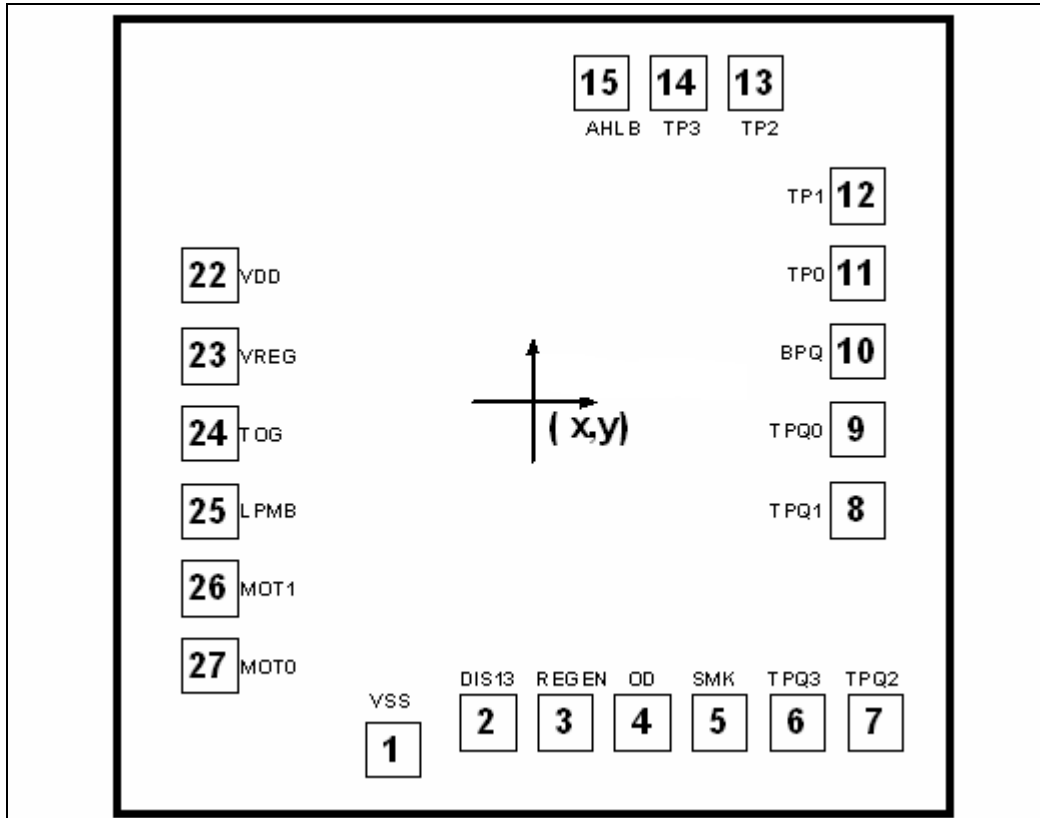 15 14 13
AHLB TP3 TP2
TP1 12
22 VDD
TP0 11
23 VREG
BPQ 10
( x,y)
24 TOG
TPQ0 9
25 LPMB
TPQ1 8
26 MOT1
27 MOT0
DIS13 REGEN OD SMK TPQ3 TPQ2
VSS
2 3 4 5 6 7
1